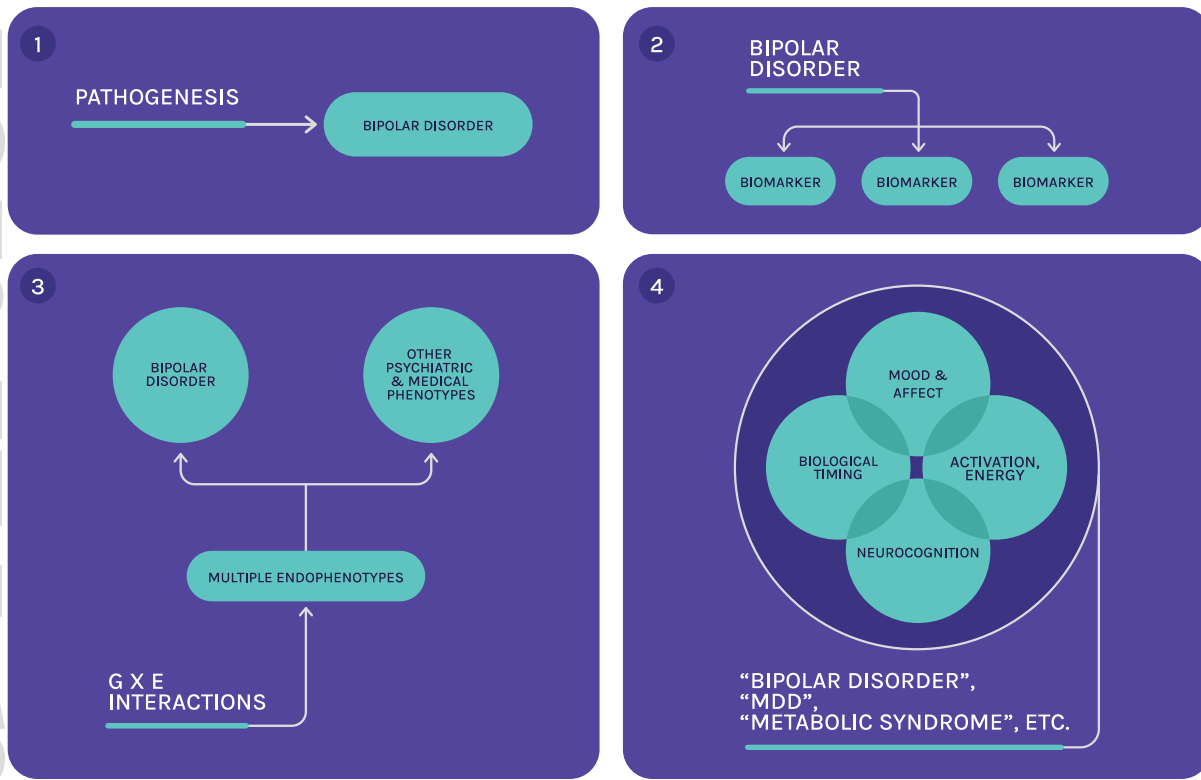 1
PATHOGENESIS
BIPOLAR DISORDER
2
BIPOLAR
DISORDER
BIOMARKER
BIOMARKER
BIOMARKER
3
BIPOLAR
DISORDER
OTHER
PSYCHIATRIC
& MEDICAL
PHENOTYPES
MULTIPLE ENDOPHENOTYPES
G X E
INTERACTIONS
4
MOOD &
AFFECT
BIOLOGICAL
TIMING
ACTIVATION,
ENERGY
NEUROCOGNITION
“BIPOLAR DISORDER”,
“MDD”,
“METABOLIC SYNDROME”, ETC.